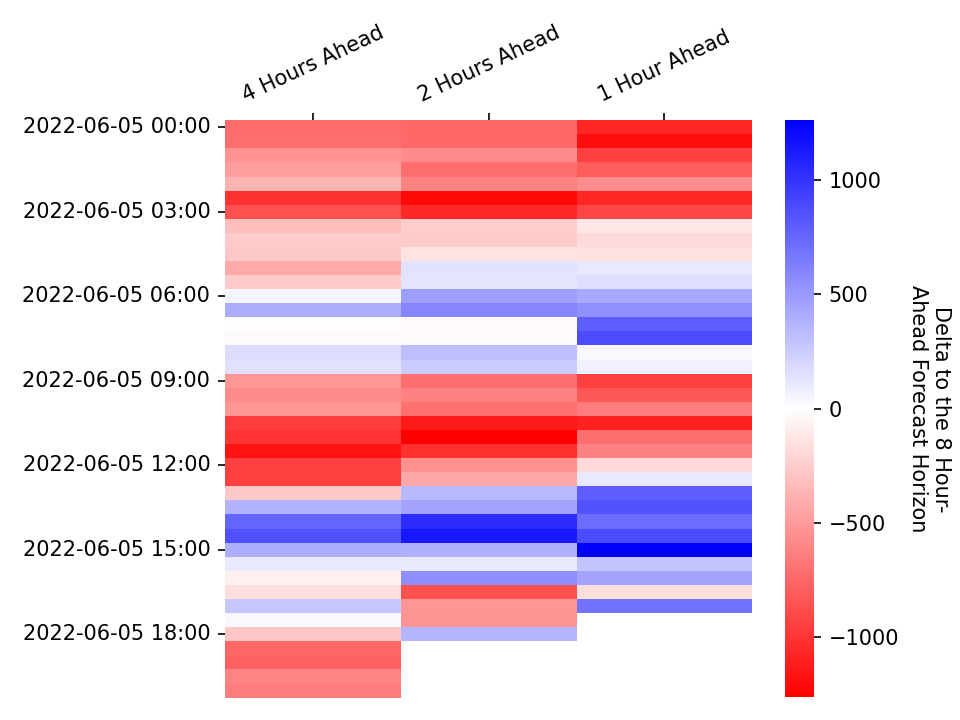 4 Hours Ahead
2 Hours Ahead
1 Hour Ahead
2022-06-05 00:00
2022-06-05 03:00
2022-06-05 06:00
2022-06-05 09:00
2022-06-05 12:00
2022-06-05 15:00
2022-06-05 18:00
1000
500
0
−500
−1000
Delta to the 8 Hour-
Ahead Forecast Horizon